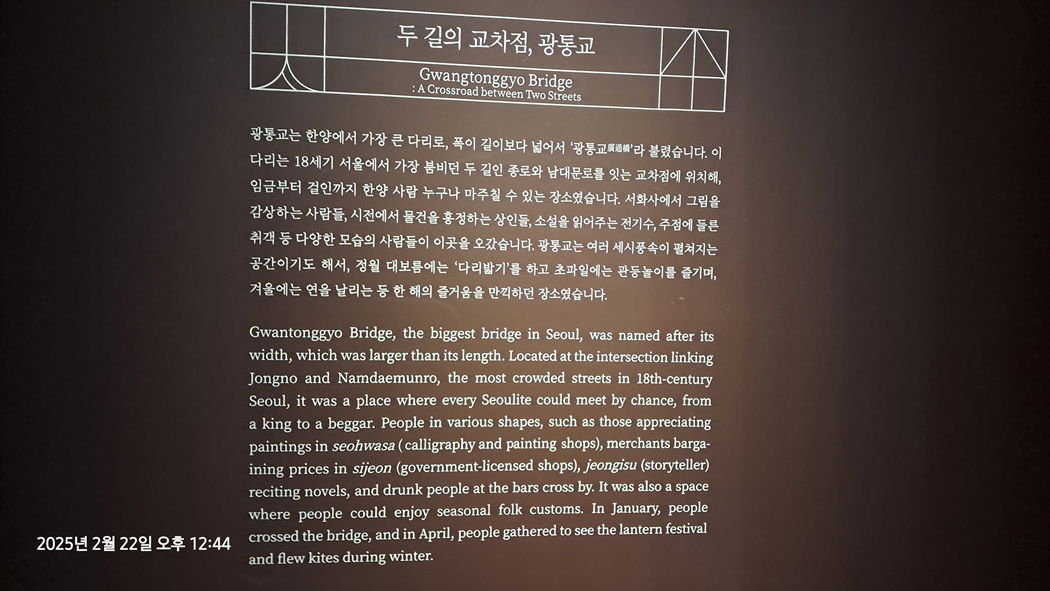 두 길의 교차점, 광통교
Gwangtonggyo Bridge
: A Crossroad between Two Streets
광통교는 한양에서 가장 큰 다리로, 폭이 길이보다 넓어서 ‘광통교廣通橋’라 불렸습니다. 이
다리는 18세기 서울에서 가장 붐비던 두 길인 종로와 남대문로를 잇는 교차점에 위치해,
임금부터 걸인까지 한양 사람 누구나 마주칠 수 있는 장소였습니다. 서화사에서 그림을
감상하는 사람들, 시전에서 물건을 흥정하는 상인들, 소설을 읽어주는 전기수, 주점에 들른
취객 등 다양한 모습의 사람들이 이곳을 오갔습니다. 광통교는 여러 세시풍속이 펼쳐지는
공간이기도 해서, 정월 대보름에는 ‘다리밟기’를 하고 초파일에는 관등놀이를 즐기며,
겨울에는 연을 날리는 등 한 해의 즐거움을 만끽하던 장소였습니다.
Gwantonggyo Bridge, the biggest bridge in Seoul, was named after its
width, which was larger than its length. Located at the intersection linking
Jongno and Namdaemunro, the most crowded streets in 18th-century
Seoul, it was a place where every Seoulite could meet by chance, from
a king to a beggar. People in various shapes, such as those appreciating
paintings in seohwasa ( calligraphy and painting shops), merchants barga-
ining prices in sijeon (government-licensed shops), jeongisu (storyteller)
reciting novels, and drunk people at the bars cross by. It was also a space
where people could enjoy seasonal folk customs. In January, people
crossed the bridge, and in April, people gathered to see the lantern festival
and flew kites during winter.
2025년 2월 22일 오후 12:44